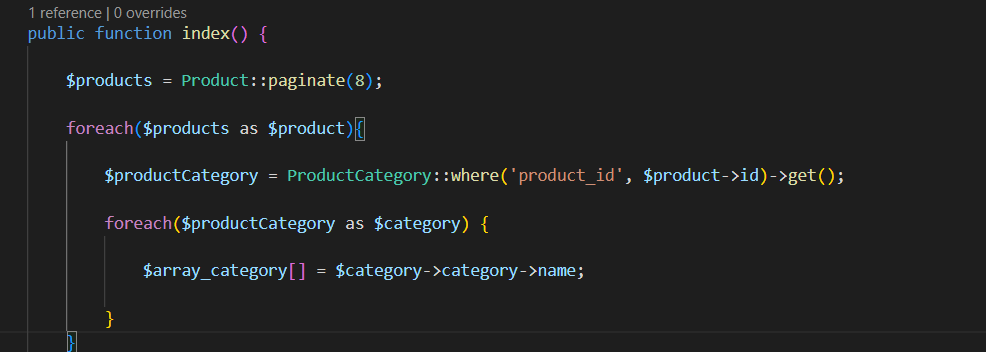 1 reference | 0 overrides
public function index() {
$products = Product::paginate(8);
foreach($products as $product){
$productCategory = ProductCategory::where('product_id', $product->id)->get();
foreach($productCategory as $category) {
$array_category[] = $category->category->name;
}
}